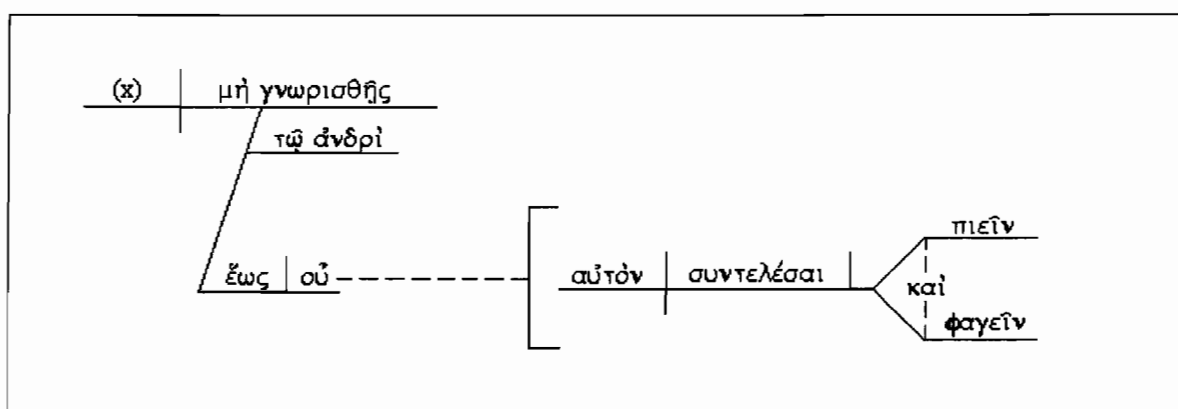 (x) μὴ γνωρισθῇς
τῷ ἀνδρὶ
πιεῖν
ἕως οὗ αὐτὸν συντελέσαι καὶ
φαγεῖν